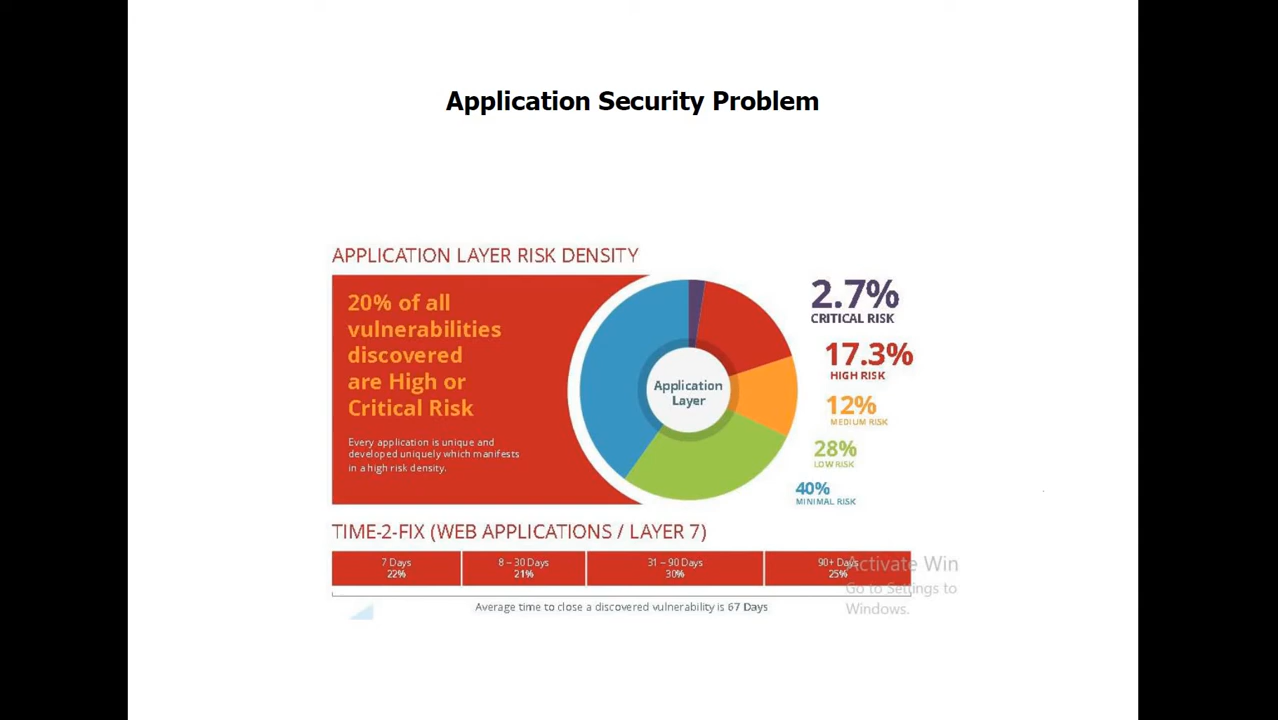 Application Security Problem
APPLICATION LAYER RISK DENSITY
20% of all
vulnerabilities
discovered
are High or
Critical Risk
Every application is unique and
developed uniquely which manifests
in a high risk density.
Application
Layer
2.7%
CRITICAL RISK
17.3%
HIGH RISK
12%
MEDIUM RISK
28%
LOW RISK
40%
MINIMAL RISK
TIME-2-FIX (WEB APPLICATIONS / LAYER 7)
7 Days
22%
8 – 30 Days
21%
31 – 90 Days
30%
90+ Days
25%
Average time to close a discovered vulnerability is 67 Days
Activate Win
Go to Settings to
Windows.